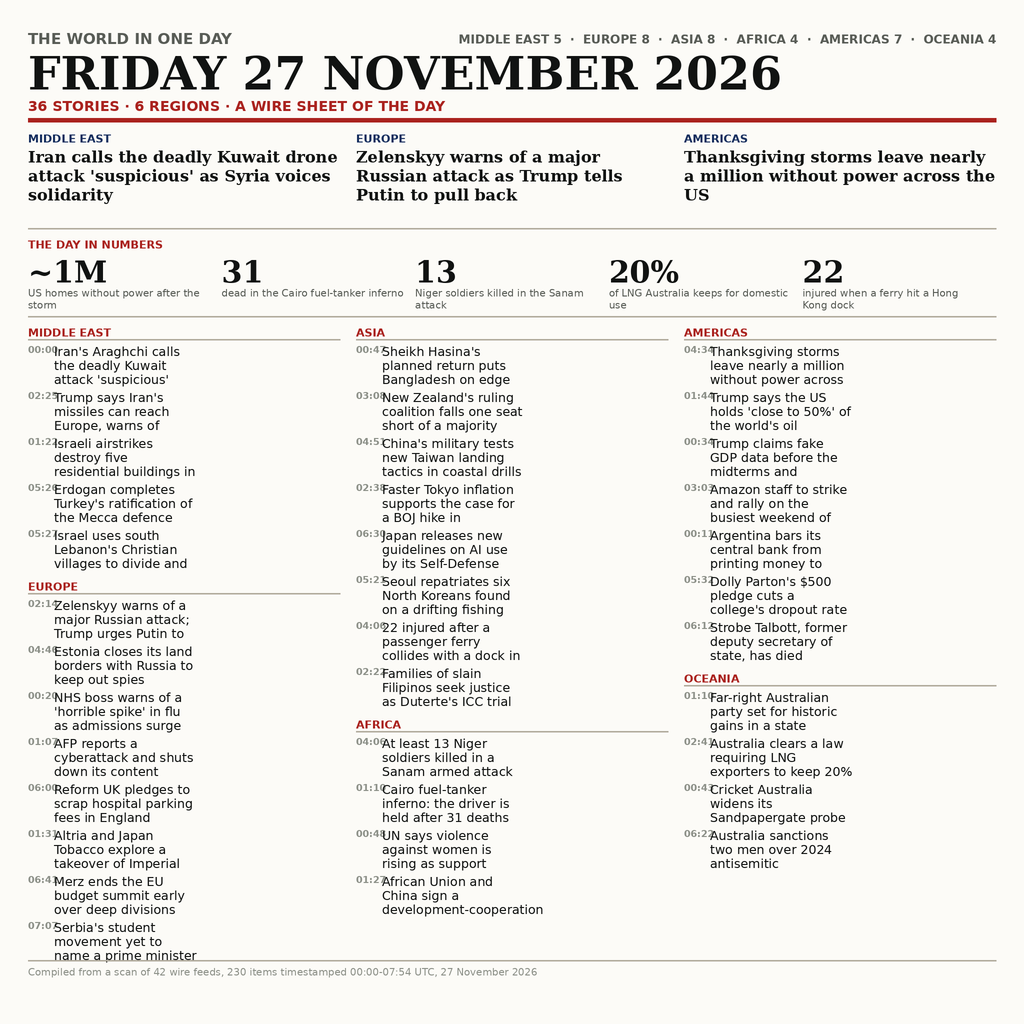 THE WORLD IN ONE DAY
MIDDLE EAST 5 · EUROPE 8 · ASIA 8 · AFRICA 4 · AMERICAS 7 · OCEANIA 4
FRIDAY 27 NOVEMBER 2026
36 STORIES · 6 REGIONS · A WIRE SHEET OF THE DAY
MIDDLE EAST
Iran calls the deadly Kuwait drone
attack 'suspicious' as Syria voices
solidarity
EUROPE
Zelenskyy warns of a major
Russian attack as Trump tells
Putin to pull back
AMERICAS
Thanksgiving storms leave nearly
a million without power across the
US
THE DAY IN NUMBERS
~1M
US homes without power after the
storm
31
dead in the Cairo fuel-tanker inferno
13
Niger soldiers killed in the Sanam
attack
20%
of LNG Australia keeps for domestic
use
22
injured when a ferry hit a Hong
Kong dock
MIDDLE EAST
00:00 Iran's Araghchi calls
the deadly Kuwait
attack 'suspicious'
02:29 Trump says Iran's
missiles can reach
Europe, warns of
01:22 Israeli airstrikes
destroy five
residential buildings in
05:26 Erdogan completes
Turkey's ratification of
the Mecca defence
05:27 Israel uses south
Lebanon's Christian
villages to divide and
EUROPE
02:14 Zelenskyy warns of a
major Russian attack;
Trump urges Putin to
04:46 Estonia closes its land
borders with Russia to
keep out spies
00:20 NHS boss warns of a
'horrible spike' in flu
as admissions surge
01:07 AFP reports a
cyberattack and shuts
down its content
06:00 Reform UK pledges to
scrap hospital parking
fees in England
01:31 Altria and Japan
Tobacco explore a
takeover of Imperial
06:41 Merz ends the EU
budget summit early
over deep divisions
07:07 Serbia's student
movement yet to
name a prime minister
ASIA
00:47 Sheikh Hasina's
planned return puts
Bangladesh on edge
03:08 New Zealand's ruling
coalition falls one seat
short of a majority
04:51 China's military tests
new Taiwan landing
tactics in coastal drills
02:38 Faster Tokyo inflation
supports the case for
a BOJ hike in
06:30 Japan releases new
guidelines on AI use
by its Self-Defense
05:21 Seoul repatriates six
North Koreans found
on a drifting fishing
04:06 22 injured after a
passenger ferry
collides with a dock in
02:22 Families of slain
Filipinos seek justice
as Duterte's ICC trial
AFRICA
04:06 At least 13 Niger
soldiers killed in a
Sanam armed attack
01:10 Cairo fuel-tanker
inferno: the driver is
held after 31 deaths
00:48 UN says violence
against women is
rising as support
01:27 African Union and
China sign a
development-cooperation
AMERICAS
04:34 Thanksgiving storms
leave nearly a million
without power across
01:44 Trump says the US
holds 'close to 50%' of
the world's oil
00:34 Trump claims fake
GDP data before the
midterms and
03:03 Amazon staff to strike
and rally on the
busiest weekend of
00:11 Argentina bars its
central bank from
printing money to
05:32 Dolly Parton's $500
pledge cuts a
college's dropout rate
06:12 Strobe Talbott, former
deputy secretary of
state, has died
OCEANIA
01:10 Far-right Australian
party set for historic
gains in a state
02:41 Australia clears a law
requiring LNG
exporters to keep 20%
00:43 Cricket Australia
widens its
Sandpapergate probe
06:22 Australia sanctions
two men over 2024
antisemitic
Compiled from a scan of 42 wire feeds, 230 items timestamped 00:00-07:54 UTC, 27 November 2026